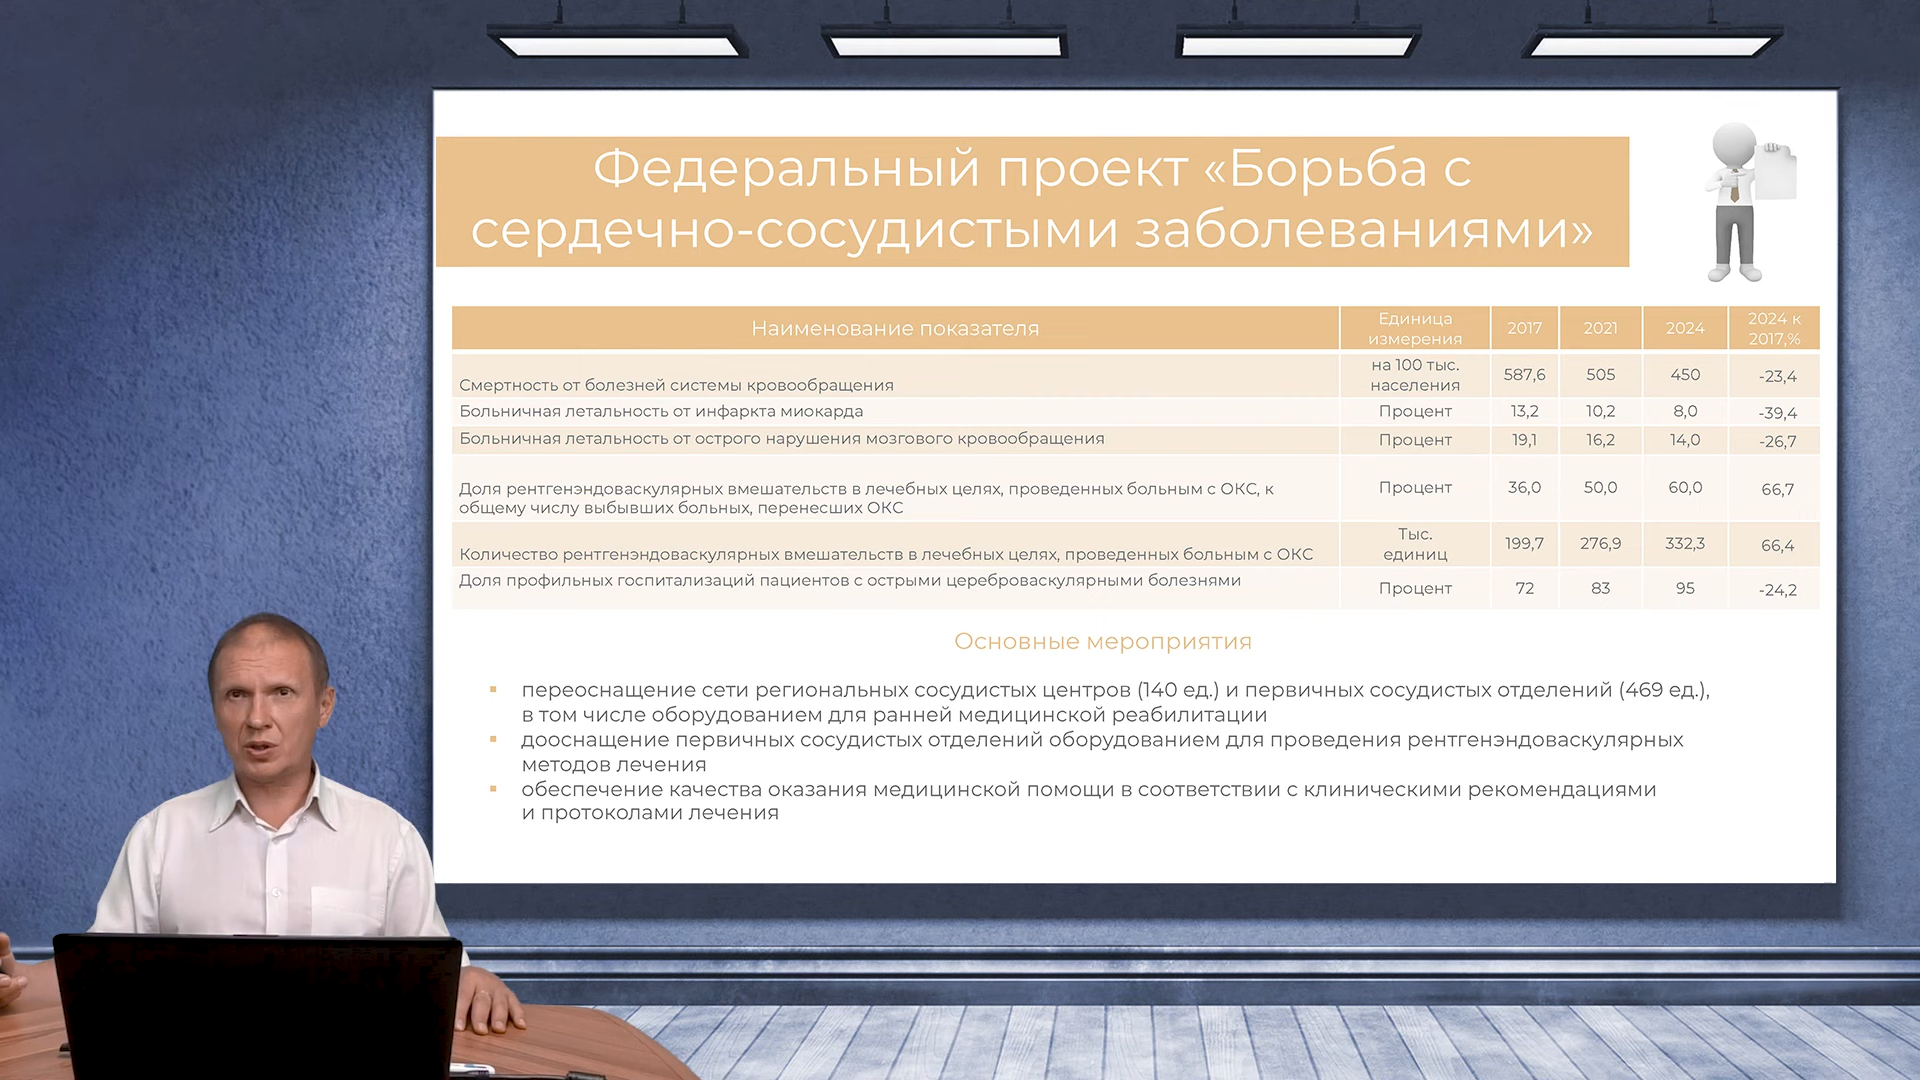 Федеральный проект «Борьба с
сердечно-сосудистыми заболеваниями»
Наименование показателя
Единица
измерения
2017
2021
2024
2024 к
2017,%
Смертность от болезней системы кровообращения
на 100 тыс.
населения
587,6
505
450
-23,4
Больничная летальность от инфаркта миокарда
Процент
13,2
10,2
8,0
-39,4
Больничная летальность от острого нарушения мозгового кровообращения
Процент
19,1
16,2
14,0
-26,7
Доля рентгенэндоваскулярных вмешательств в лечебных целях, проведенных больным с ОКС, к
общему числу выбывших больных, перенесших ОКС
Процент
36,0
50,0
60,0
66,7
Количество рентгенэндоваскулярных вмешательств в лечебных целях, проведенных больным с ОКС
Тыс.
единиц
199,7
276,9
332,3
66,4
Доля профильных госпитализаций пациентов с острыми цереброваскулярными болезнями
Процент
72
83
95
-24,2
Основные мероприятия
▪ переоснащение сети региональных сосудистых центров (140 ед.) и первичных сосудистых отделений (469 ед.),
в том числе оборудованием для ранней медицинской реабилитации
▪ дооснащение первичных сосудистых отделений оборудованием для проведения рентгенэндоваскулярных
методов лечения
▪ обеспечение качества оказания медицинской помощи в соответствии с клиническими рекомендациями
и протоколами лечения